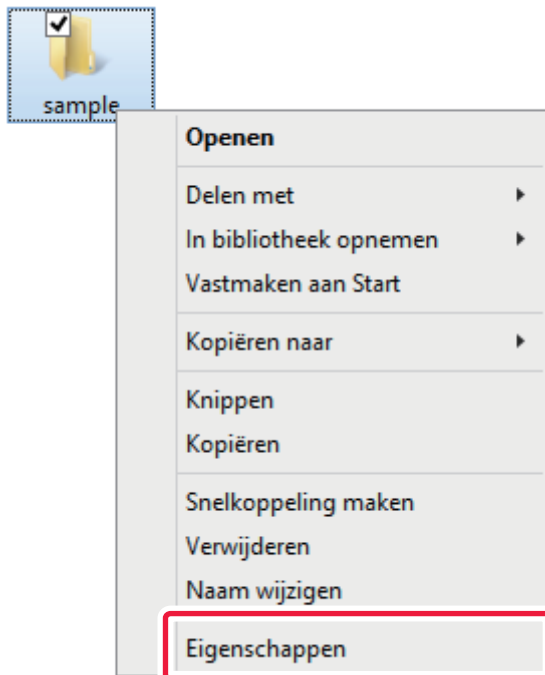 sample
Openen
Delen met
In bibliotheek opnemen
Vastmaken aan Start
Kopiëren naar
Knippen
Kopiëren
Snelkoppeling maken
Verwijderen
Naam wijzigen
Eigenschappen